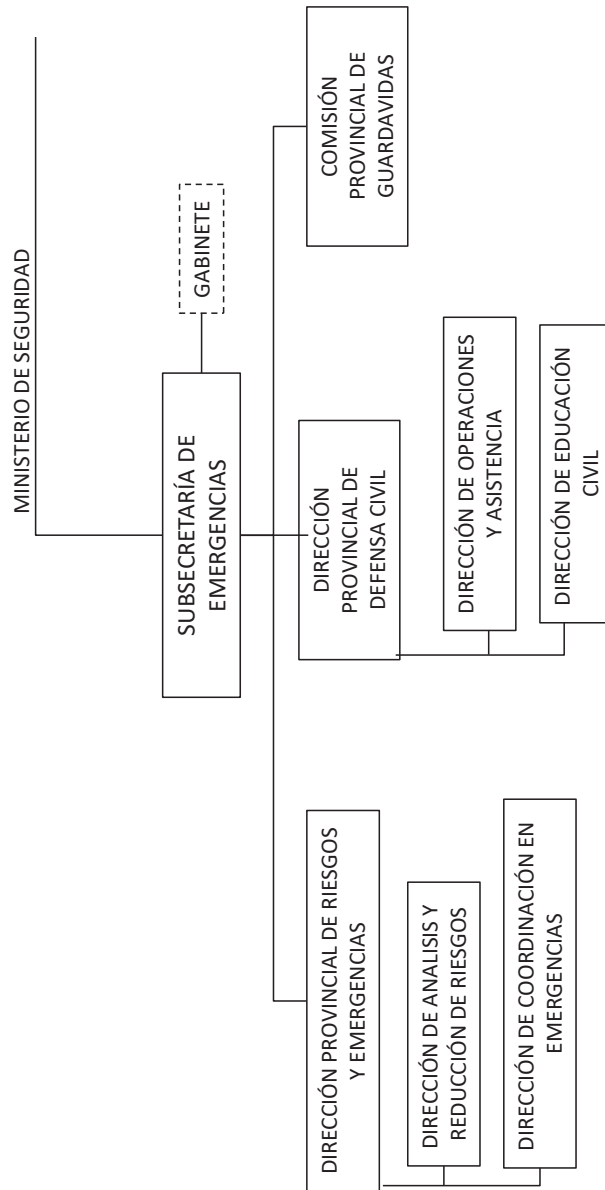 MINISTERIO DE SEGURIDAD
SUBSECRETARÍA DE
EMERGENCIAS
GABINETE
DIRECCIÓN PROVINCIAL DE RIESGOS
Y EMERGENCIAS
DIRECCIÓN DE ANALISIS Y
REDUCCIÓN DE RIESGOS
DIRECCIÓN DE COORDINACIÓN EN
EMERGENCIAS
DIRECCIÓN
PROVINCIAL DE
DEFENSA CIVIL
DIRECCIÓN DE OPERACIONES
Y ASISTENCIA
DIRECCIÓN DE EDUCACIÓN
CIVIL
COMISIÓN
PROVINCIAL DE
GUARDAVIDAS